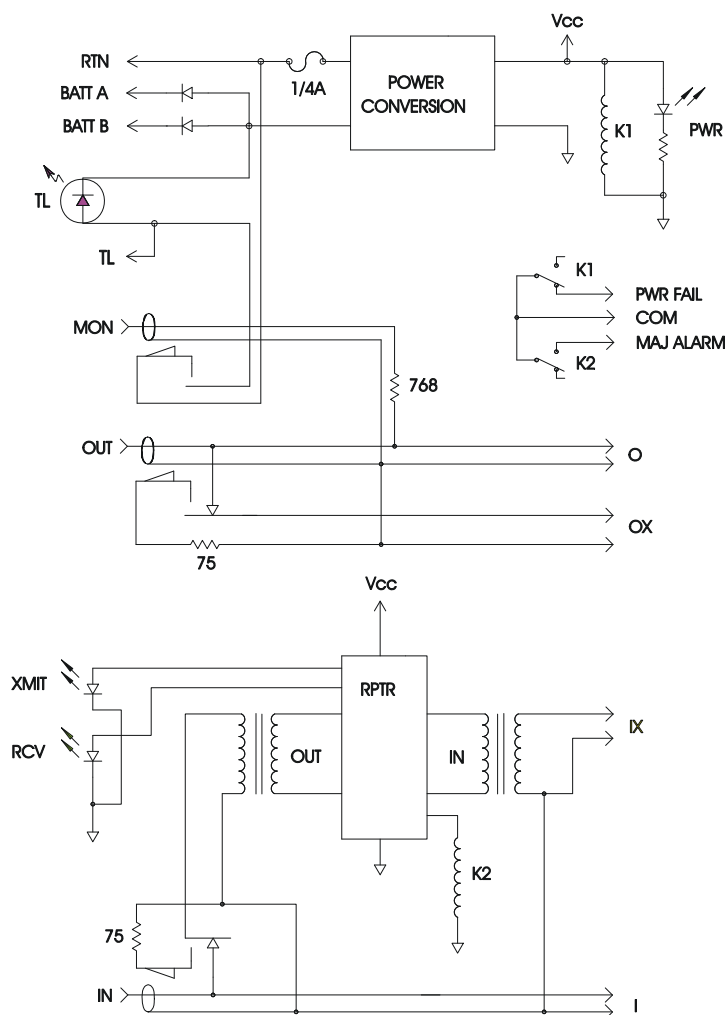 Vcc
RTN
1/4A
POWER
CONVERSION
BATT A
BATT B
K1
PWR
TL
TL
K1
PWR FAIL
COM
MAJ ALARM
K2
MON
768
OUT
O
OX
75
Vcc
XMIT
RPTR
RCV
OUT
IN
IX
K2
75
IN
I